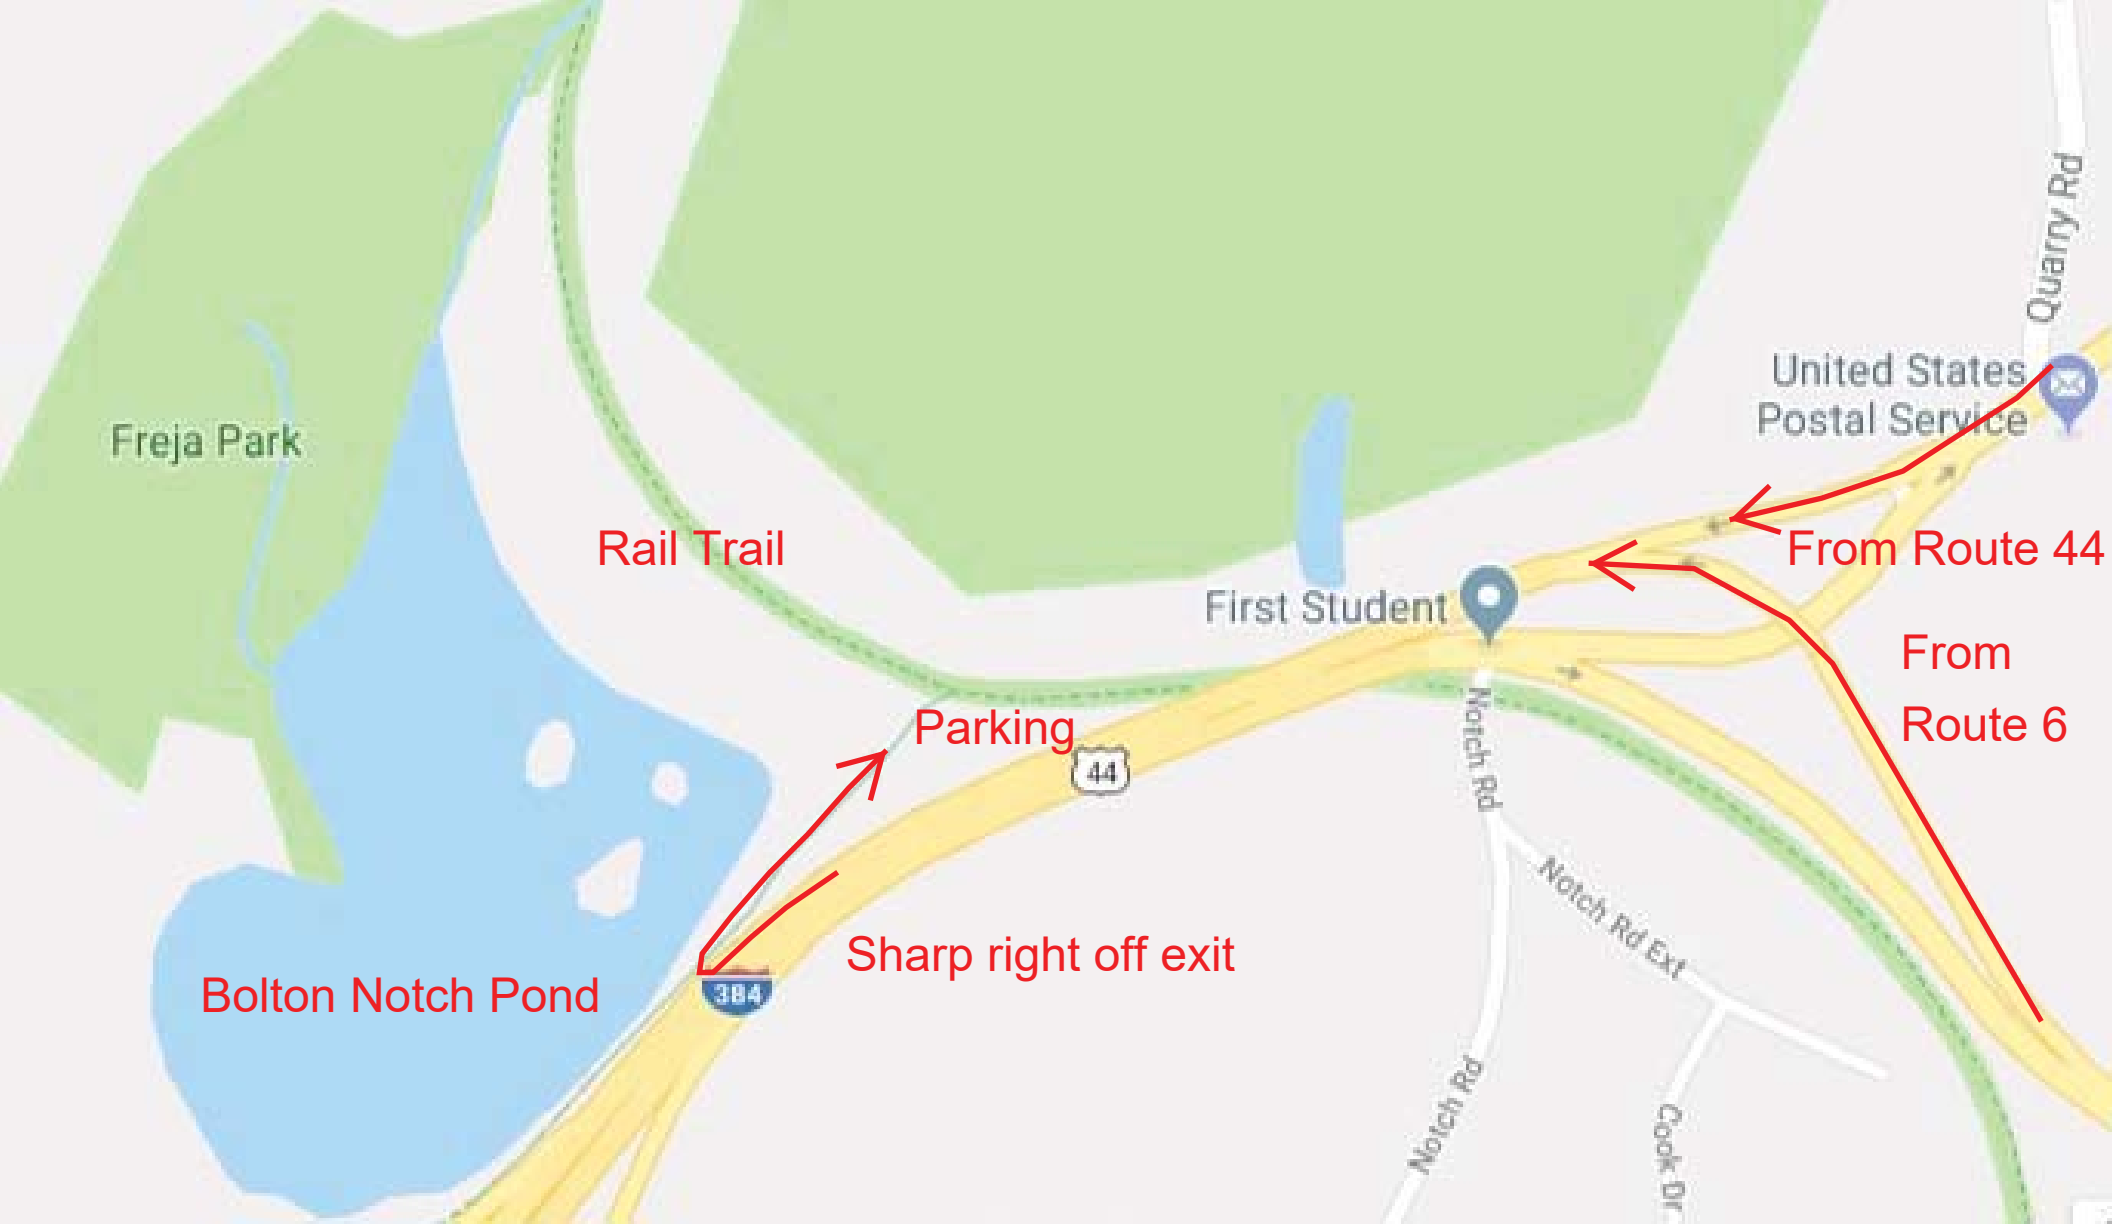 Quarry Rd
United States
Postal Service
Freja Park
Rail Trail
From Route 44
First Student
From
Route 6
Parking
44
Notch Rd
Notch Rd Ext
Sharp right off exit
384
Bolton Notch Pond
Notch Rd
Cook Dr